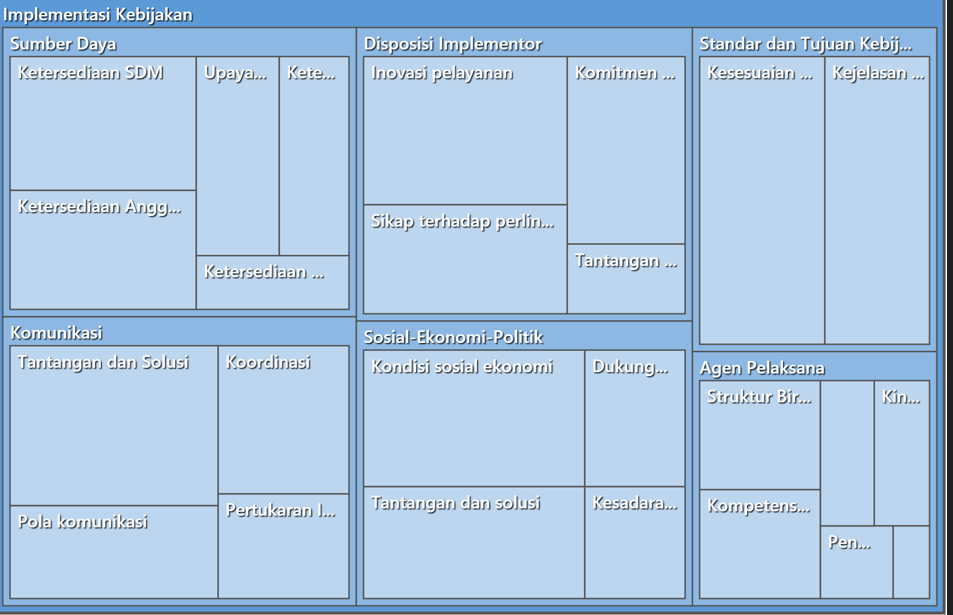 Implementasi Kebijakan
Sumber Daya
Ketersediaan SDM
Upaya...
Kete...
Ketersediaan Angg...
Ketersediaan ...
Komunikasi
Tantangan dan Solusi
Koordinasi
Pola komunikasi
Pertukaran I...
Disposisi Implementor
Inovasi pelayanan
Komitmen ...
Sikap terhadap perlin...
Tantangan ...
Sosial-Ekonomi-Politik
Kondisi sosial ekonomi
Dukung...
Tantangan dan solusi
Kesadara...
Standar dan Tujuan Kebij...
Kesesuaian ...
Kejelasan ...
Agen Pelaksana
Struktur Bir...
Kin...
Kompetens...
Pen...